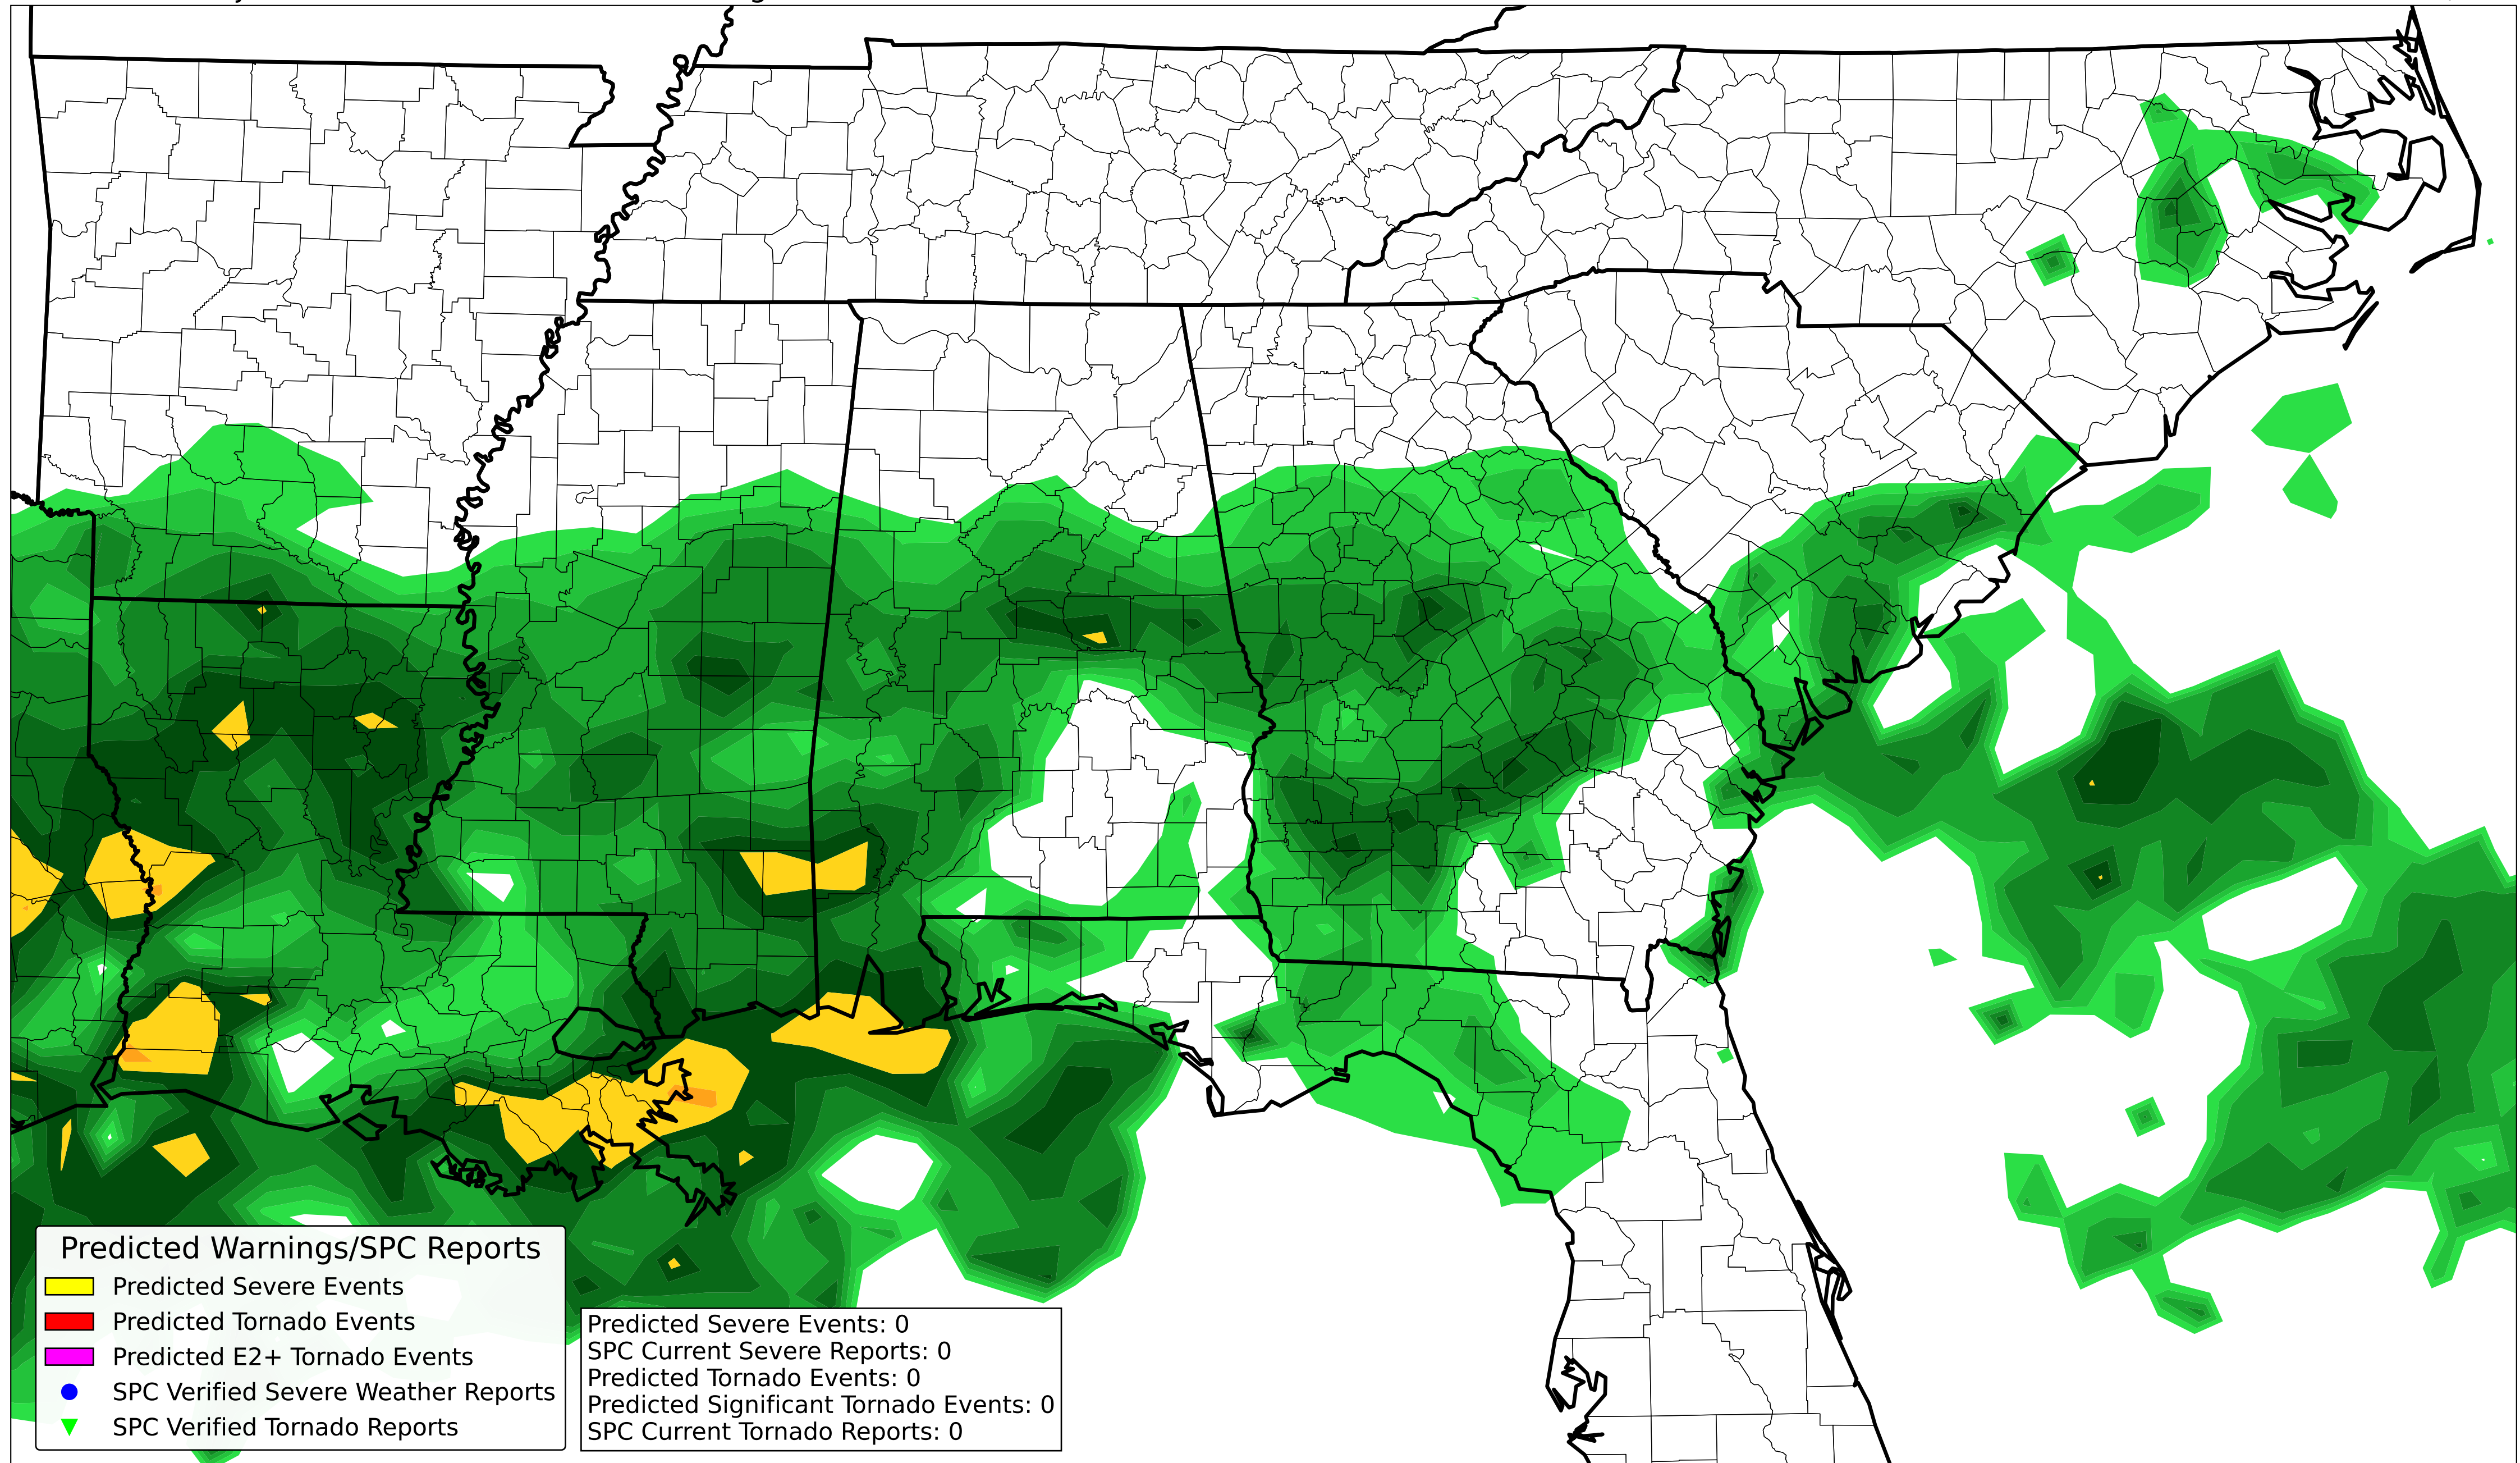 Predicted Warnings/SPC Reports
Predicted Severe Events
Predicted Tornado Events
Predicted E2+ Tornado Events
SPC Verified Severe Weather Reports
SPC Verified Tornado Reports
Predicted Severe Events: 0
SPC Current Severe Reports: 0
Predicted Tornado Events: 0
Predicted Significant Tornado Events: 0
SPC Current Tornado Reports: 0